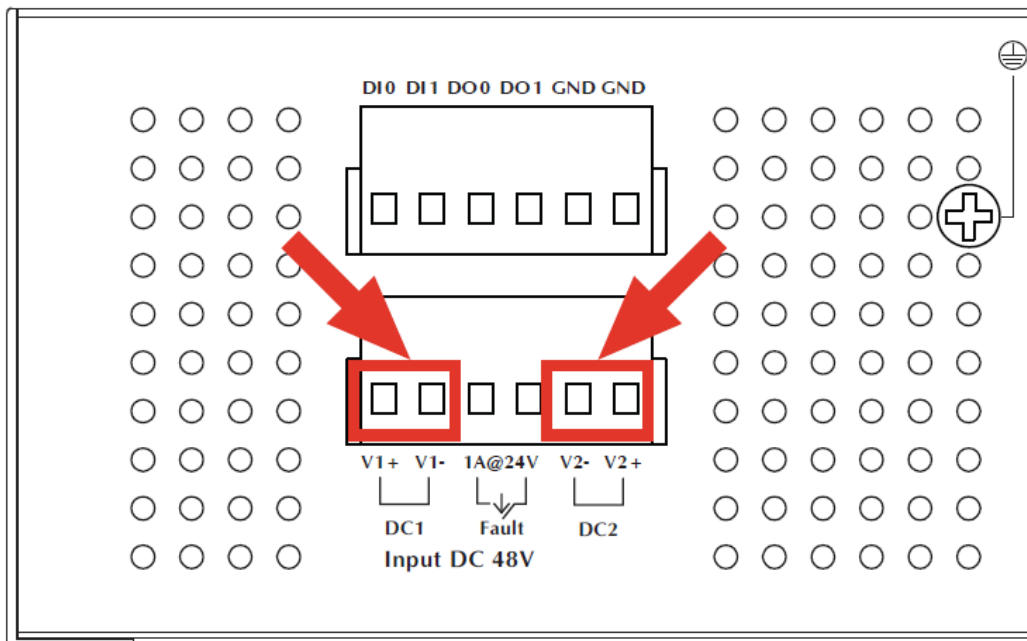 DI0 DI1 DO0 DO1 GND GND
V1+ V1- 1A@24V V2- V2+
DC1 Fault DC2
Input DC 48V